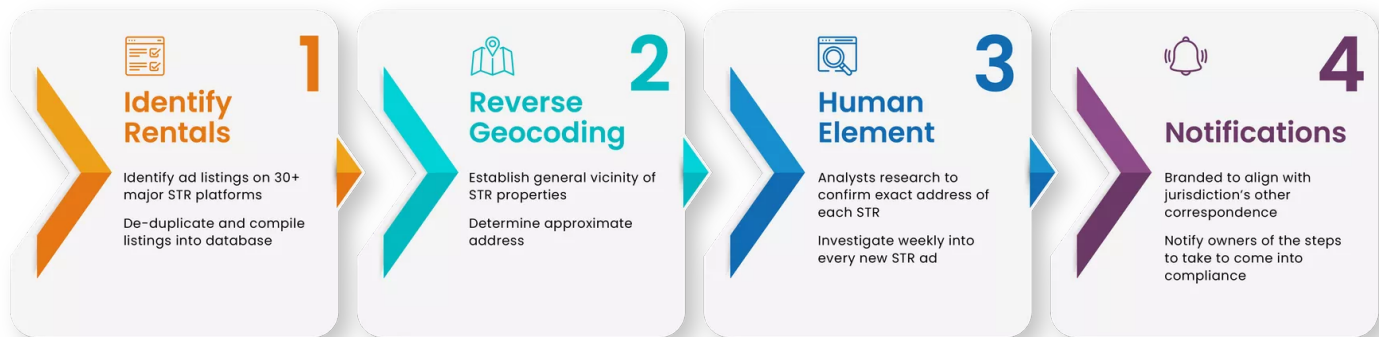 1
Identify
Rentals
Identify ad listings on 30+
major STR platforms
De-duplicate and compile
listings into database
2
Reverse
Geocoding
Establish general vicinity of
STR properties
Determine approximate
address
3
Human
Element
Analysts research to
confirm exact address of
each STR
Investigate weekly into
every new STR ad
4
Notifications
Branded to align with
jurisdiction's other
correspondence
Notify owners of the steps
to take to come into
compliance